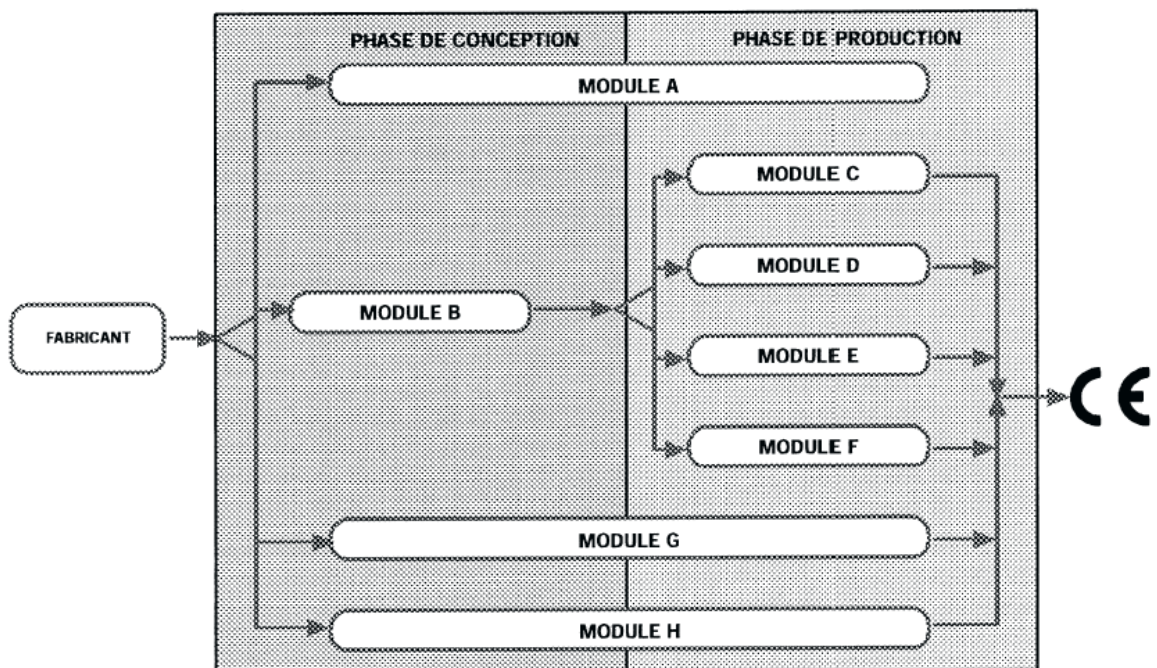 PHASE DE CONCEPTION
PHASE DE PRODUCTION
MODULE A
MODULE C
MODULE D
MODULE B
FABRICANT
MODULE E
CE
MODULE F
MODULE G
MODULE H